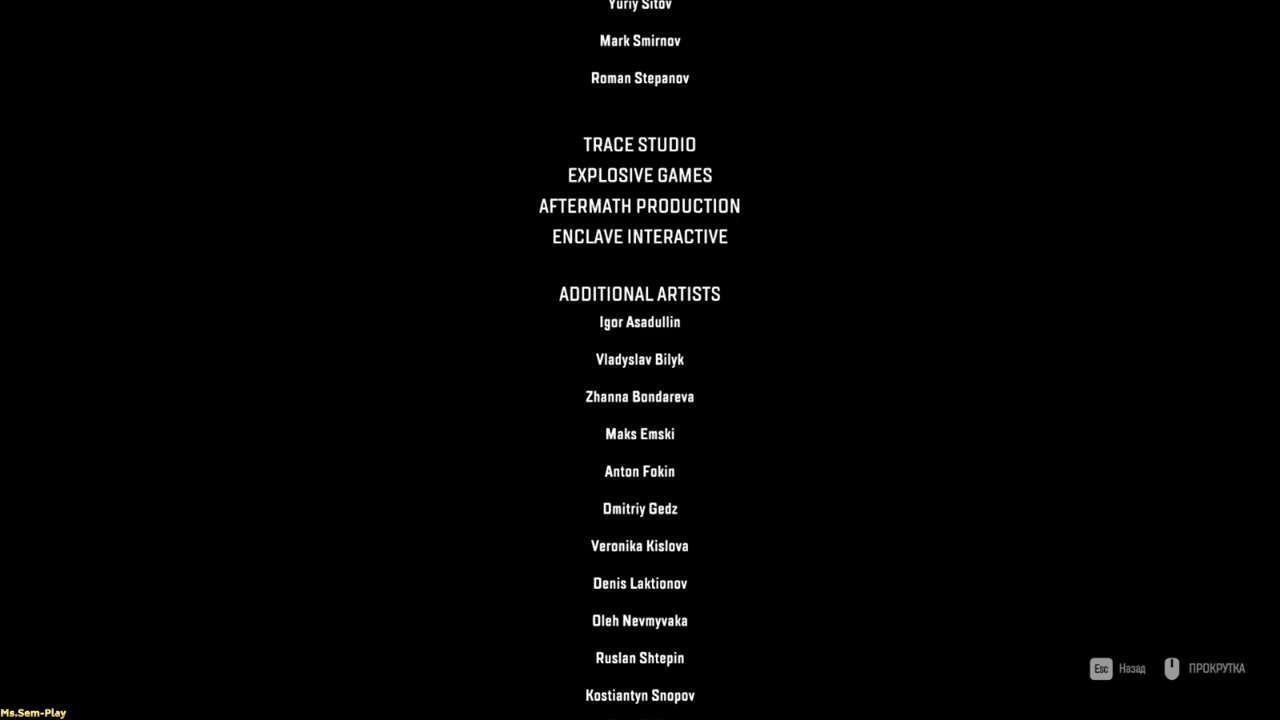 Yuriy Sitov
Mark Smirnov
Roman Stepanov
TRACE STUDIO
EXPLOSIVE GAMES
AFTERMATH PRODUCTION
ENCLAVE INTERACTIVE
ADDITIONAL ARTISTS
Igor Asadullin
Vladyslav Bilyk
Zhanna Bondareva
Maks Emski
Anton Fokin
Dmitriy Gedz
Veronika Kislova
Denis Laktionov
Oleh Nevmyvaka
Ruslan Shtepin
Kostiantyn Snopov
Esc Назад ПРОКРУТКА
Ms.Sem-Play